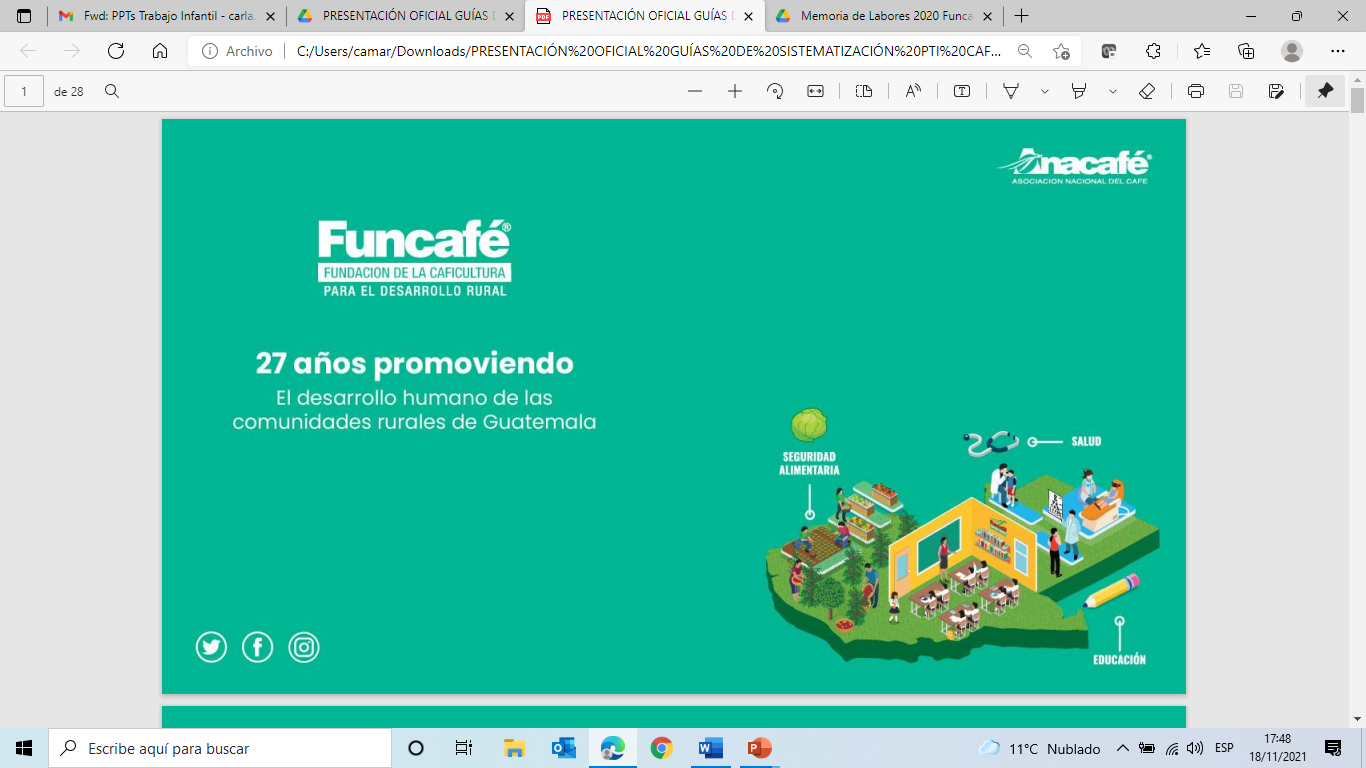 Fwd: PPTs Trabajo Infantil - carla.
PRESENTACIÓN OFICIAL GUÍAS D
PRESENTACIÓN OFICIAL GUÍAS D
Memoria de Labores 2020 Funca
Archivo
C:/Users/camar/Downloads/PRESENTACIÓN%20OFICIAL%20GUÍAS%20DE%20SISTEMATIZACIÓN%20PTI%20CAF...
1
de 28
Anacafé®
ASOCIACION NACIONAL DEL CAFE
Funcafé®
FUNDACION DE LA CAFICULTURA
PARA EL DESARROLLO RURAL
27 años promoviendo
El desarrollo humano de las
comunidades rurales de Guatemala
SEGURIDAD
ALIMENTARIA
SALUD
EDUCACIÓN
Escribe aquí para buscar
11°C Nublado
ESP
17:48
18/11/2021